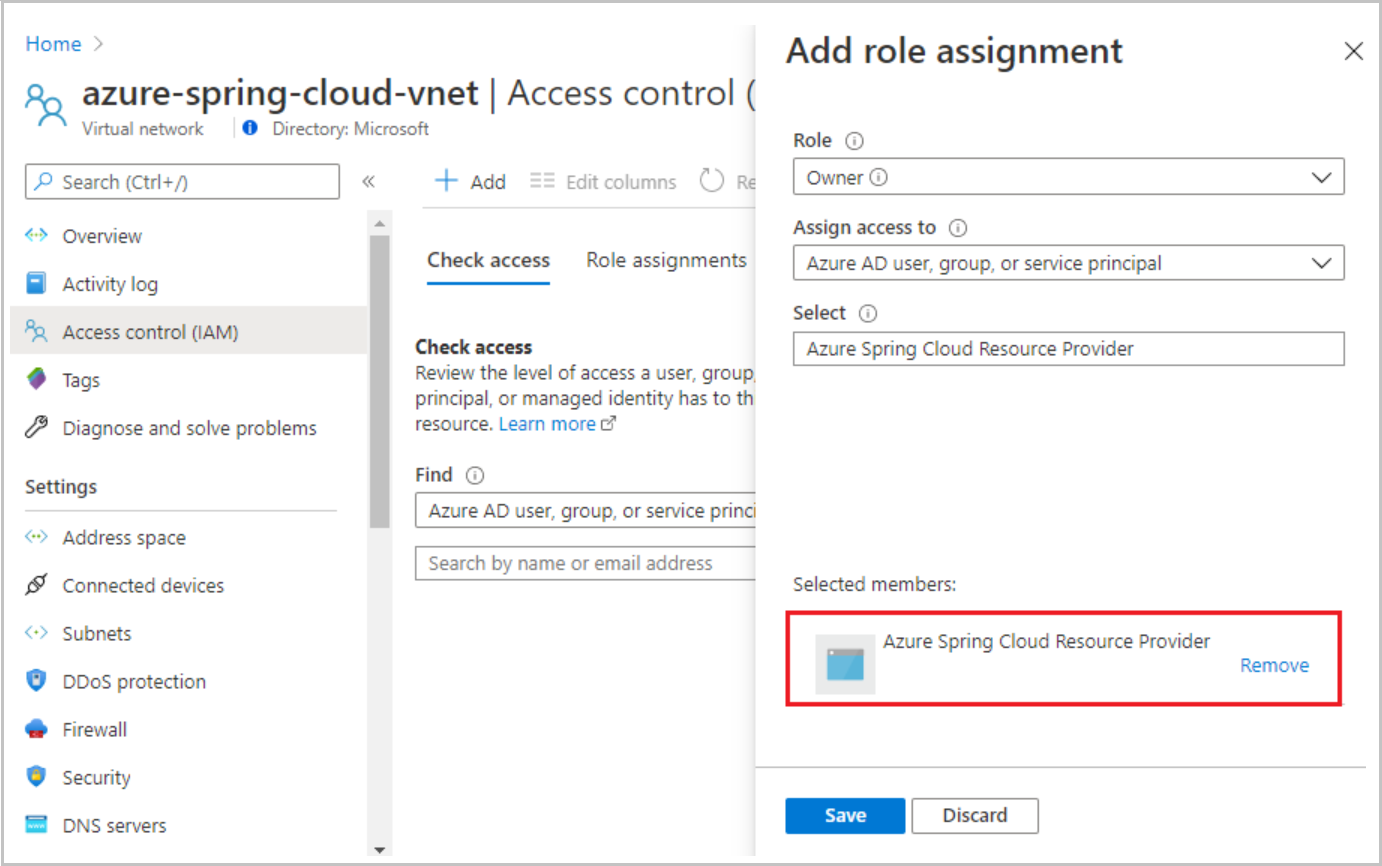 Home
azure-spring-cloud-vnet | Access control (
Virtual network
Directory: Microsoft
Search (Ctrl+/)
Overview
Activity log
Access control (IAM)
Tags
Diagnose and solve problems
Settings
Address space
Connected devices
Subnets
DDoS protection
Firewall
Security
DNS servers
Add
Edit columns
Re
Check access
Role assignments
Check access
Review the level of access a user, group,
principal, or managed identity has to th
resource. Learn more
Find
Azure AD user, group, or service princi
Search by name or email address
Add role assignment
Role
Owner
Assign access to
Azure AD user, group, or service principal
Select
Azure Spring Cloud Resource Provider
Selected members:
Azure Spring Cloud Resource Provider
Remove
Save
Discard